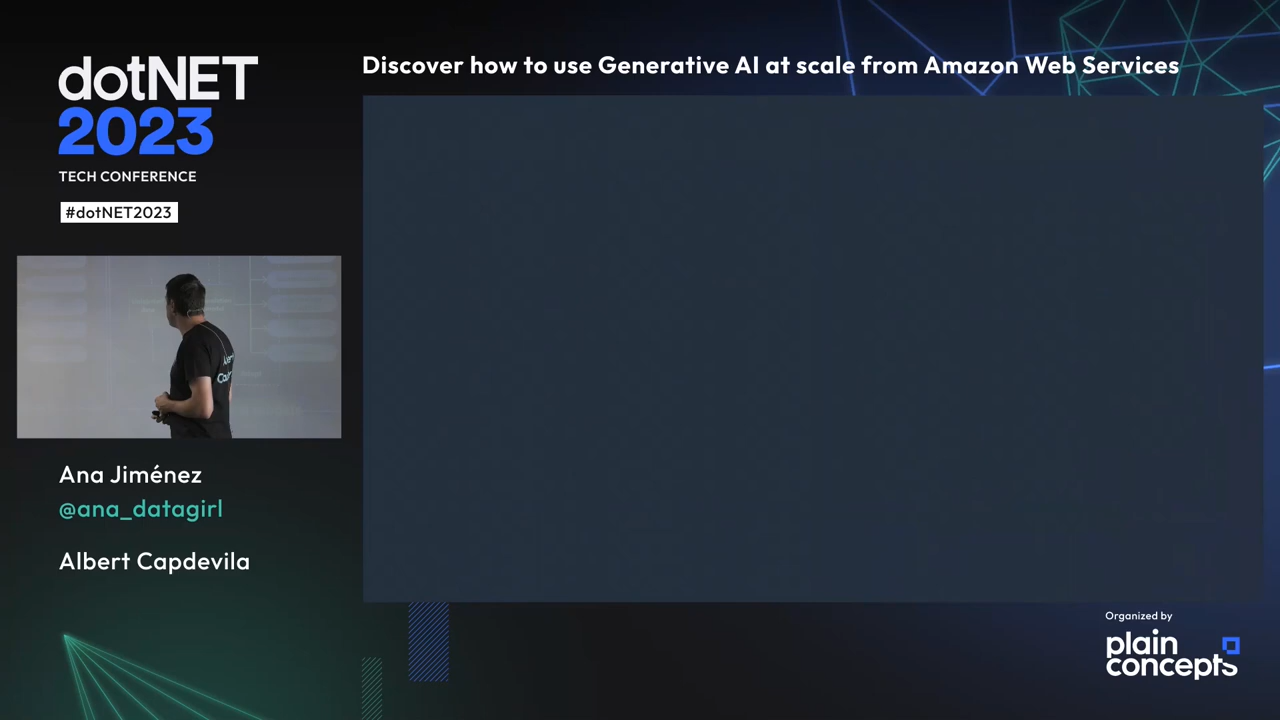 dotNET
2023
TECH CONFERENCE
#dotNET2023
Discover how to use Generative AI at scale from Amazon Web Services
Ana Jiménez
@ana_datagirl
Albert Capdevila
Organized by
plain
concepts